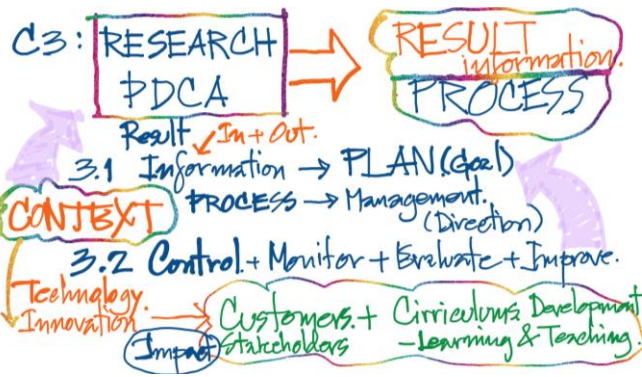 C3: RESEARCH
PDCA
RESULT
information.
PROCESS
Result In + Out.
3.1 Information → PLAN (Goal)
CONTEXT
PROCESS → Management.
(Direction)
3.2 Control + Monitor + Evaluate + Improve.
Technology.
Innovation →
Customers. + Cirriculums Development
Impact Stakeholders - Learning & Teaching.